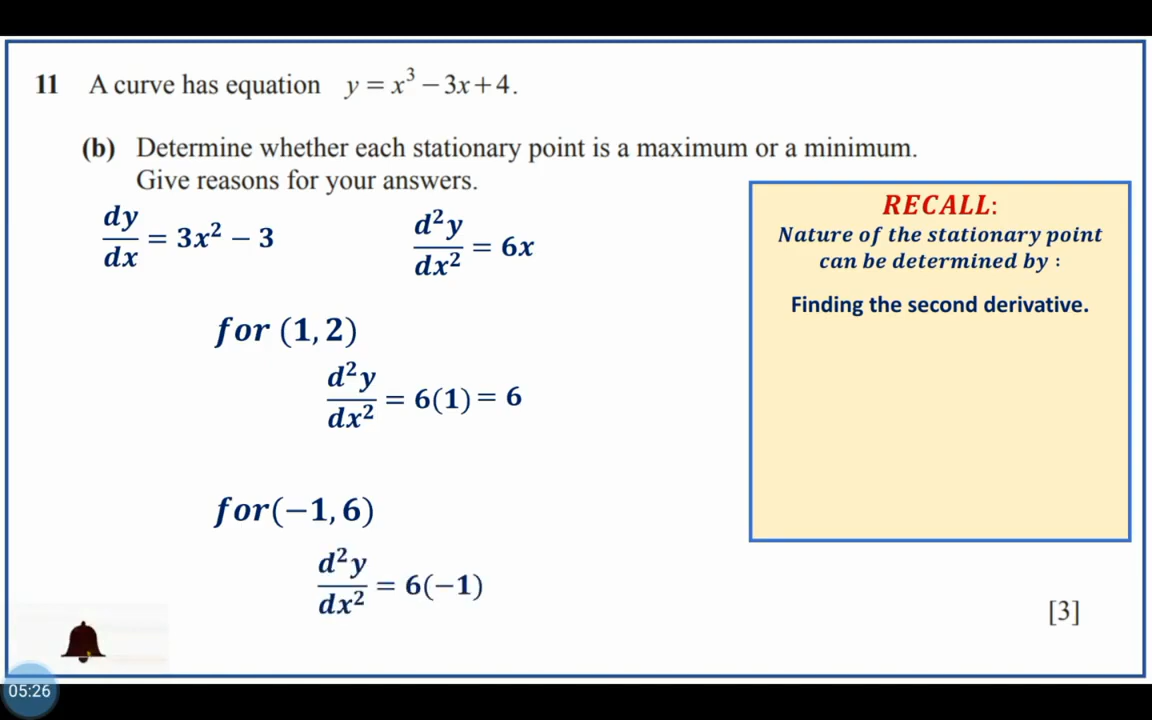 11 A curve has equation y = x³ − 3x + 4.
(b) Determine whether each stationary point is a maximum or a minimum.
Give reasons for your answers.
RECALL:
Nature of the stationary point
can be determined by :
Finding the second derivative.
dy/dx = 3x² − 3
d²y/dx² = 6x
for (1, 2)
d²y/dx² = 6(1) = 6
for(−1, 6)
d²y/dx² = 6(−1)
[3]
05:26